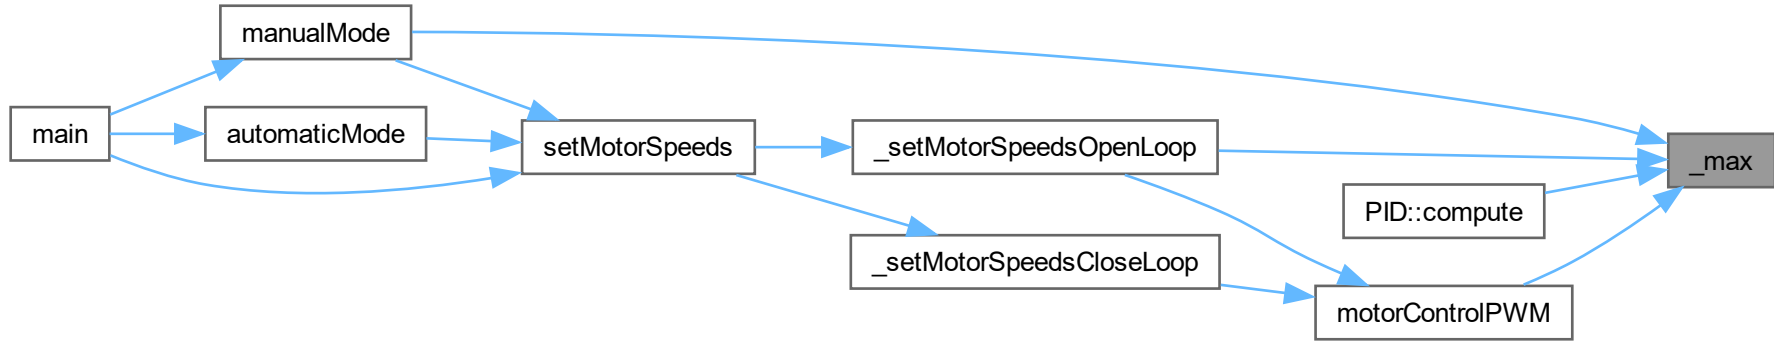 manualMode
main
automaticMode
setMotorSpeeds
_setMotorSpeedsOpenLoop
_max
PID::compute
_setMotorSpeedsCloseLoop
motorControlPWM